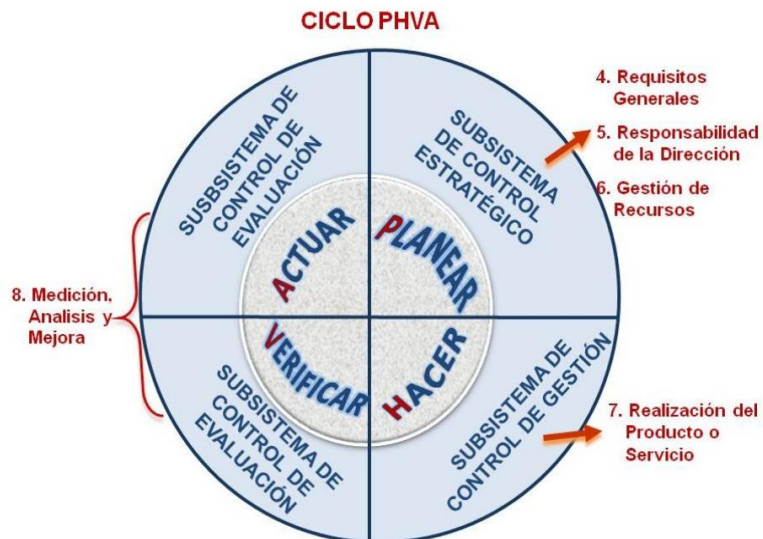 CICLO PHVA
SUSBSISTEMA DE
CONTROL DE
EVALUACIÓN
SUBSISTEMA
DE CONTROL
ESTRATÉGICO
4. Requisitos
Generales
5. Responsabilidad
de la Dirección
6. Gestión de
Recursos
ACTUAR
PLANEAR
8. Medición,
Analisis y
Mejora
VERIFICAR
HACER
SUBSISTEMA DE
CONTROL DE
EVALUACIÓN
SUBSISTEMA DE
CONTROL DE GESTIÓN
7. Realización del
Producto o
Servicio